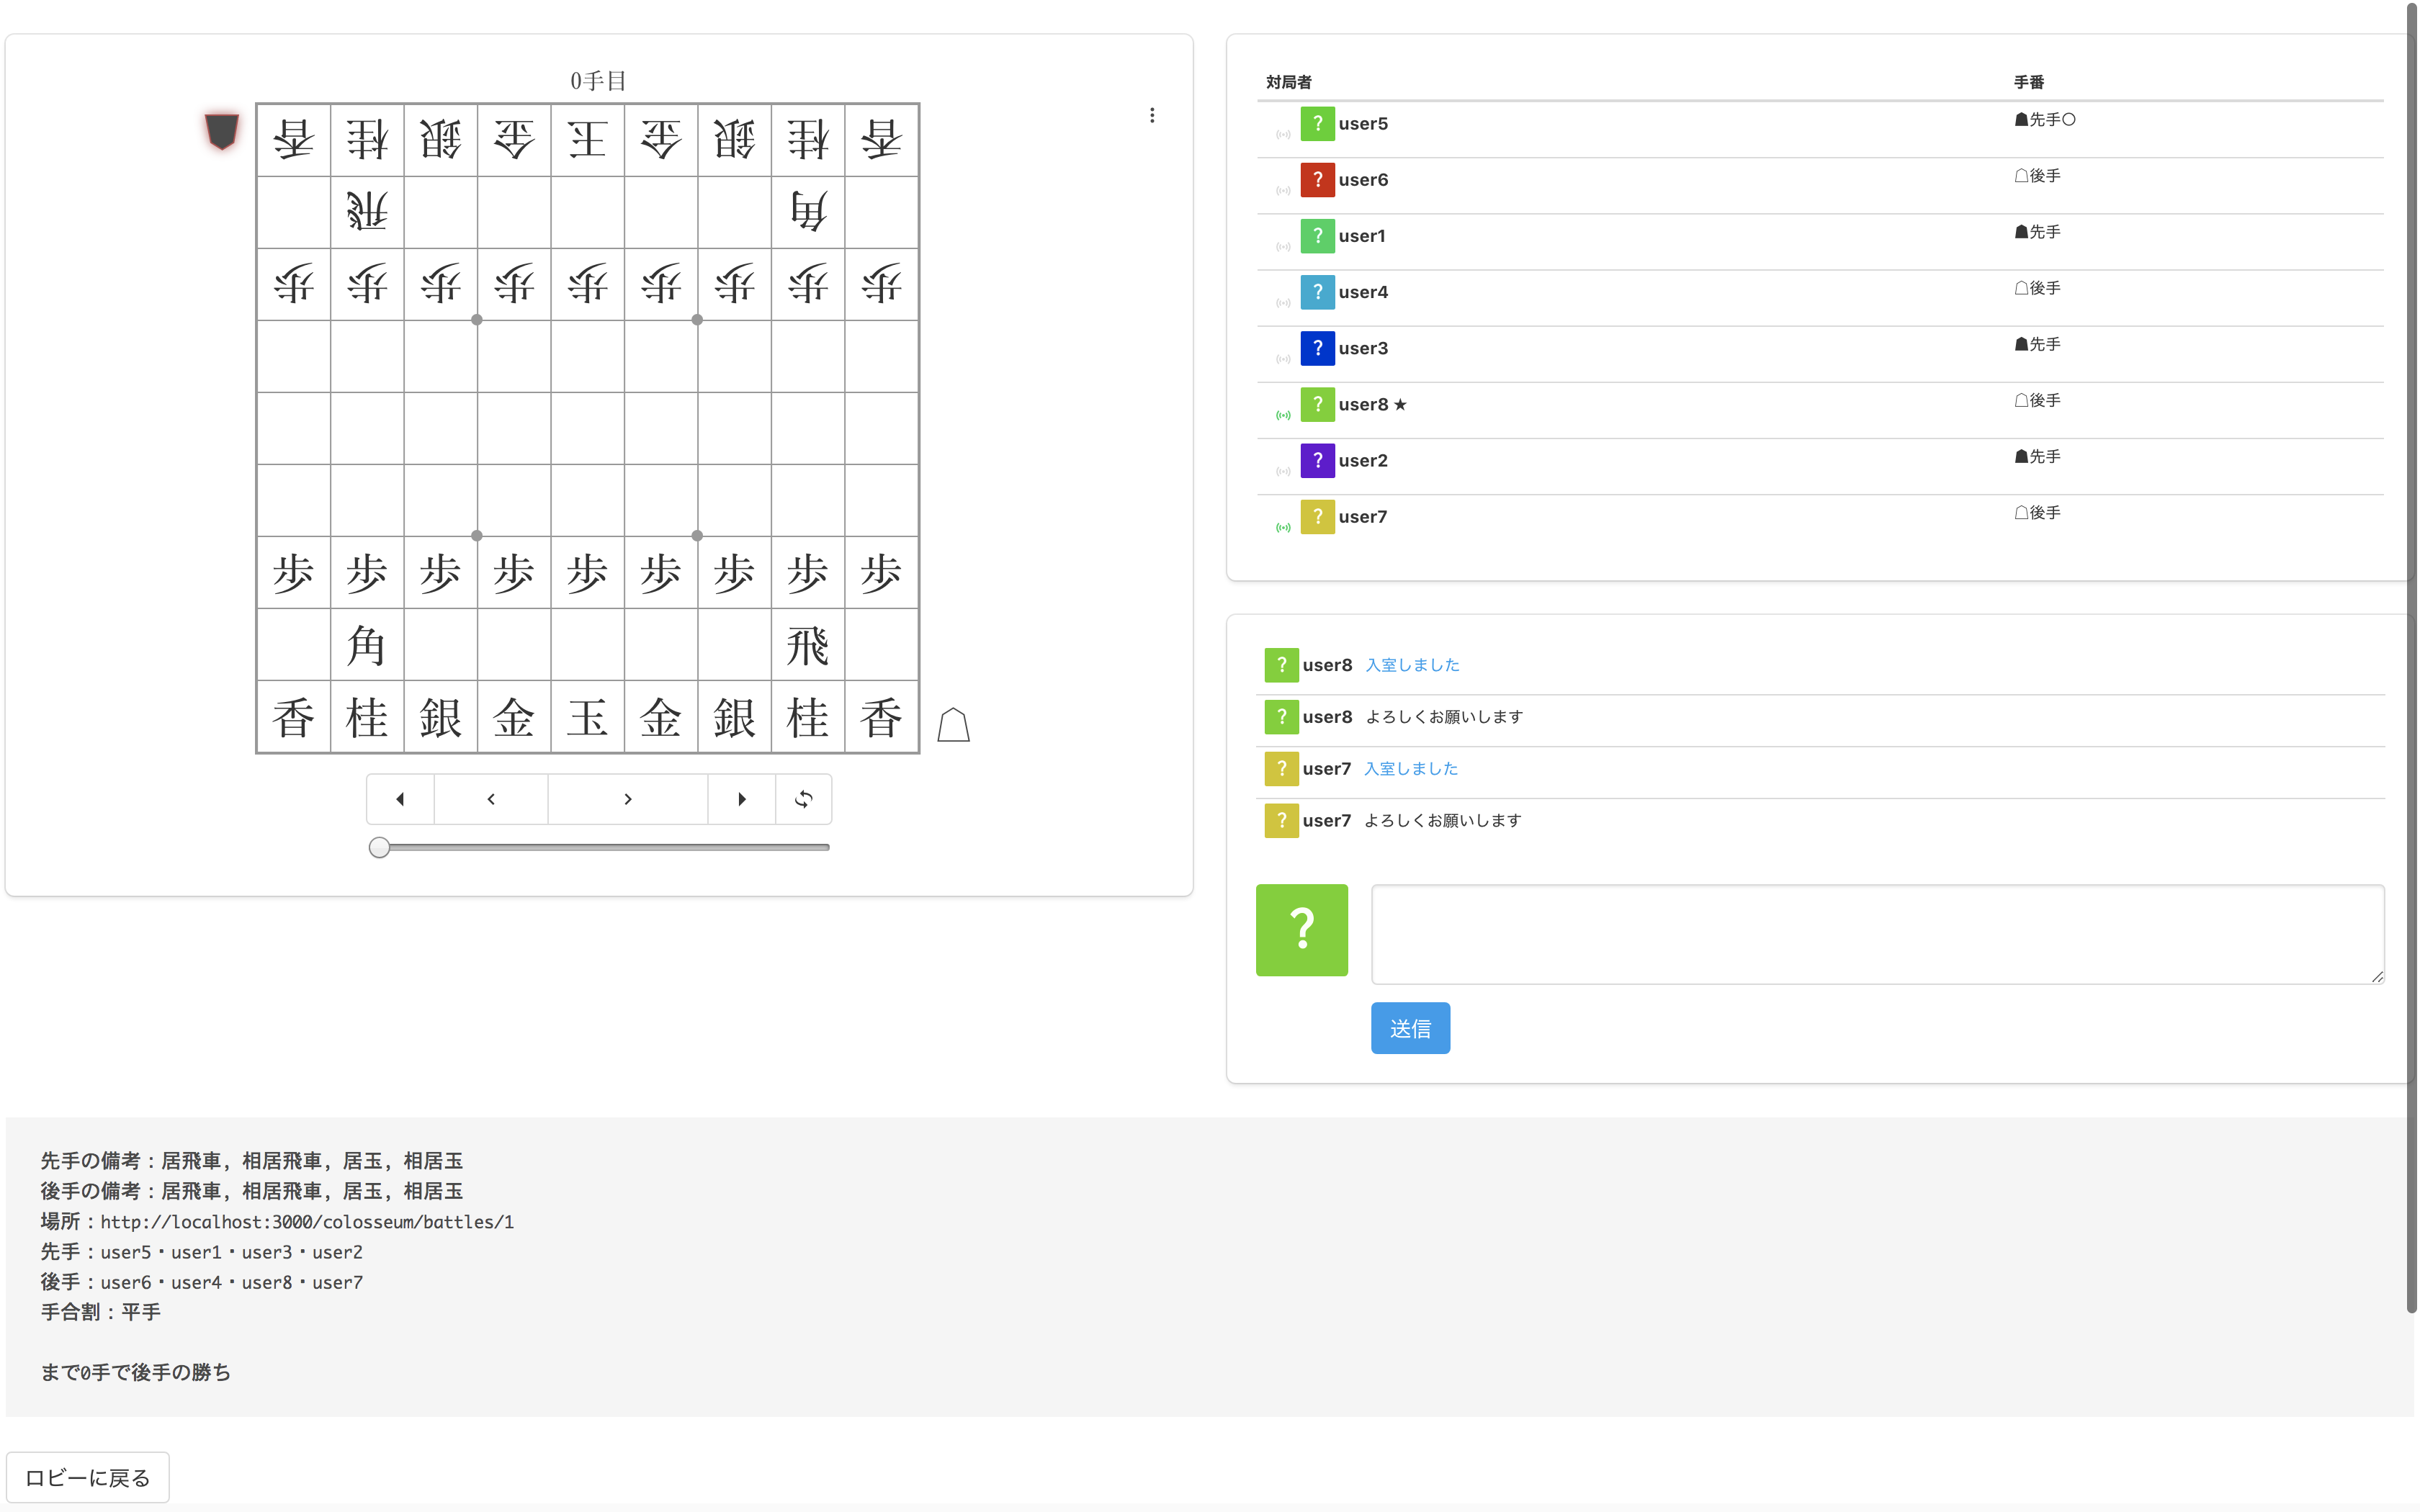 0手目
香桂銀金王金銀桂香
飛角
歩歩歩歩歩歩歩歩歩
歩歩歩歩歩歩歩歩歩
角飛
香桂銀金玉金銀桂香
対局者 手番
? user5 ☗先手○
? user6 ☖後手
? user1 ☗先手
? user4 ☖後手
? user3 ☗先手
? user8 ★ ☖後手
? user2 ☗先手
? user7 ☖後手
? user8 入室しました
? user8 よろしくお願いします
? user7 入室しました
? user7 よろしくお願いします
?
送信
先手の備考：居飛車, 相居飛車, 居玉, 相居玉
後手の備考：居飛車, 相居飛車, 居玉, 相居玉
場所：http://localhost:3000/colosseum/battles/1
先手：user5・user1・user3・user2
後手：user6・user4・user8・user7
手合割：平手
まで0手で後手の勝ち
ロビーに戻る